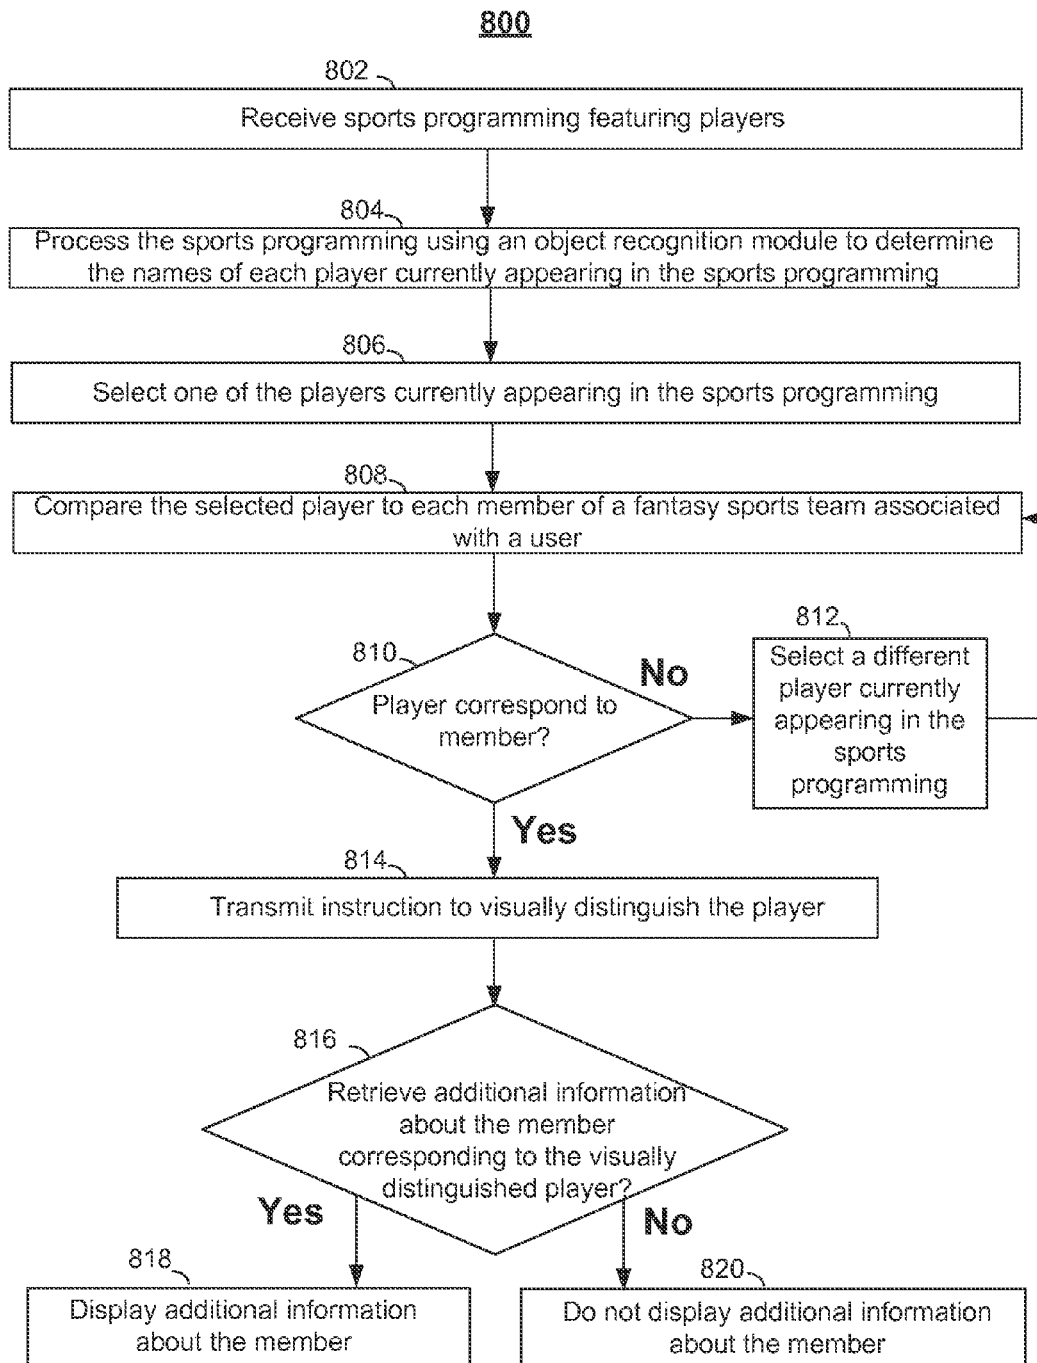 800
802
Receive sports programming featuring players
804
Process the sports programming using an object recognition module to determine
the names of each player currently appearing in the sports programming
806
Select one of the players currently appearing in the sports programming
808
Compare the selected player to each member of a fantasy sports team associated
with a user
810
Player correspond to
member?
No
812
Select a different
player currently
appearing in the
sports
programming
Yes
814
Transmit instruction to visually distinguish the player
816
Retrieve additional information
about the member
corresponding to the visually
distinguished player?
Yes
No
818
Display additional information
about the member
820
Do not display additional information
about the member